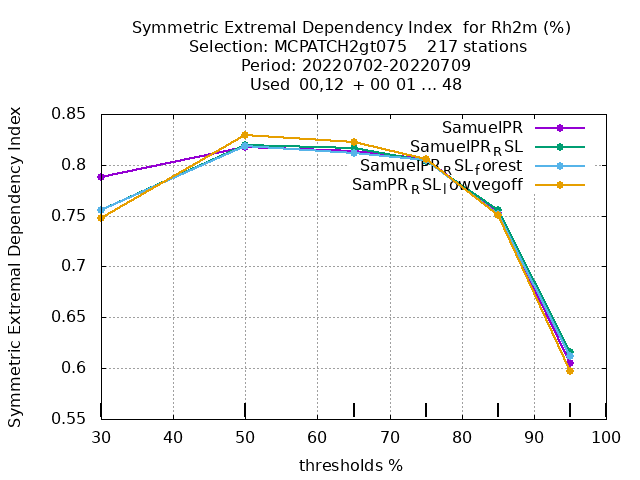 Symmetric Extremal Dependency Index  for Rh2m (%)
Selection: MCPATCH2gt075    217 stations
Period: 20220702-20220709
Used  00,12  + 00 01 ... 48
Symmetric Extremal Dependency Index
0.85
0.8
0.75
0.7
0.65
0.6
0.55
SamuelPR
SamuelPR_RSL
SamuelPR_RSL_forest
SamPR_RSL_lowvegoff
30 40 50 60 70 80 90 100
thresholds %